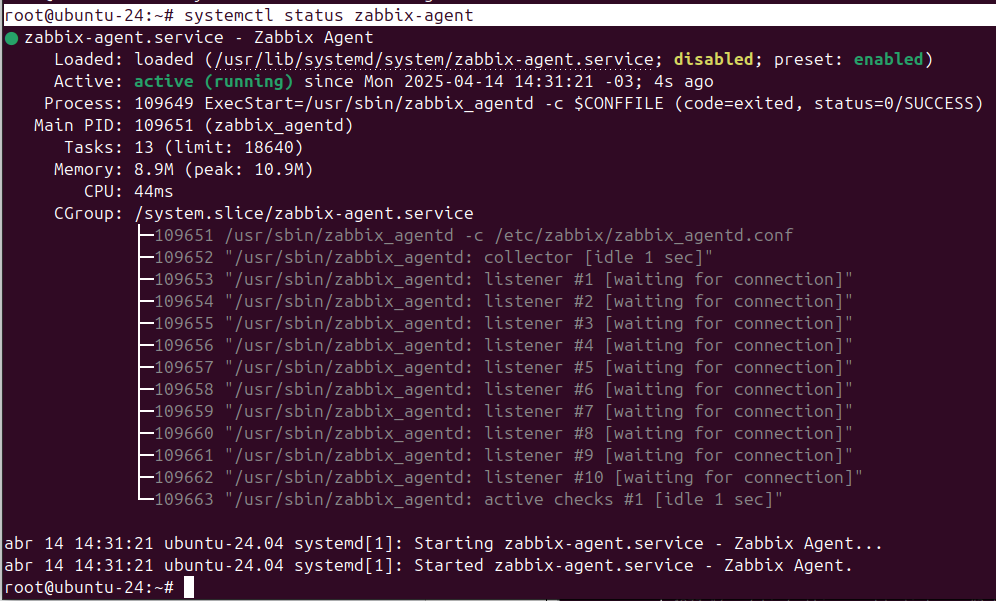 root@ubuntu-24:~# systemctl status zabbix-agent
● zabbix-agent.service - Zabbix Agent
     Loaded: loaded (/usr/lib/systemd/system/zabbix-agent.service; disabled; preset: enabled)
     Active: active (running) since Mon 2025-04-14 14:31:21 -03; 4s ago
    Process: 109649 ExecStart=/usr/sbin/zabbix_agentd -c $CONFFILE (code=exited, status=0/SUCCESS)
   Main PID: 109651 (zabbix_agentd)
      Tasks: 13 (limit: 18640)
     Memory: 8.9M (peak: 10.9M)
        CPU: 44ms
     CGroup: /system.slice/zabbix-agent.service
             ├─109651 /usr/sbin/zabbix_agentd -c /etc/zabbix/zabbix_agentd.conf
             ├─109652 "/usr/sbin/zabbix_agentd: collector [idle 1 sec]"
             ├─109653 "/usr/sbin/zabbix_agentd: listener #1 [waiting for connection]"
             ├─109654 "/usr/sbin/zabbix_agentd: listener #2 [waiting for connection]"
             ├─109655 "/usr/sbin/zabbix_agentd: listener #3 [waiting for connection]"
             ├─109656 "/usr/sbin/zabbix_agentd: listener #4 [waiting for connection]"
             ├─109657 "/usr/sbin/zabbix_agentd: listener #5 [waiting for connection]"
             ├─109658 "/usr/sbin/zabbix_agentd: listener #6 [waiting for connection]"
             ├─109659 "/usr/sbin/zabbix_agentd: listener #7 [waiting for connection]"
             ├─109660 "/usr/sbin/zabbix_agentd: listener #8 [waiting for connection]"
             ├─109661 "/usr/sbin/zabbix_agentd: listener #9 [waiting for connection]"
             ├─109662 "/usr/sbin/zabbix_agentd: listener #10 [waiting for connection]"
             └─109663 "/usr/sbin/zabbix_agentd: active checks #1 [idle 1 sec]"

abr 14 14:31:21 ubuntu-24.04 systemd[1]: Starting zabbix-agent.service - Zabbix Agent...
abr 14 14:31:21 ubuntu-24.04 systemd[1]: Started zabbix-agent.service - Zabbix Agent.
root@ubuntu-24:~#